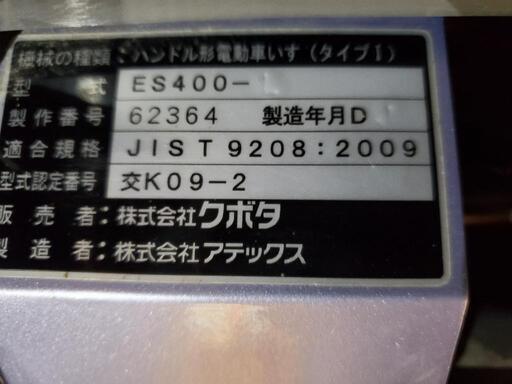 機械の種類：ハンドル形電動車いす（タイプⅠ）
型　式 ES400-
製作番号 62364 製造年月D
適合規格 JIS T 9208：2009
型式認定番号 交K09-2
販売者：株式会社クボタ
製造者：株式会社アテックス